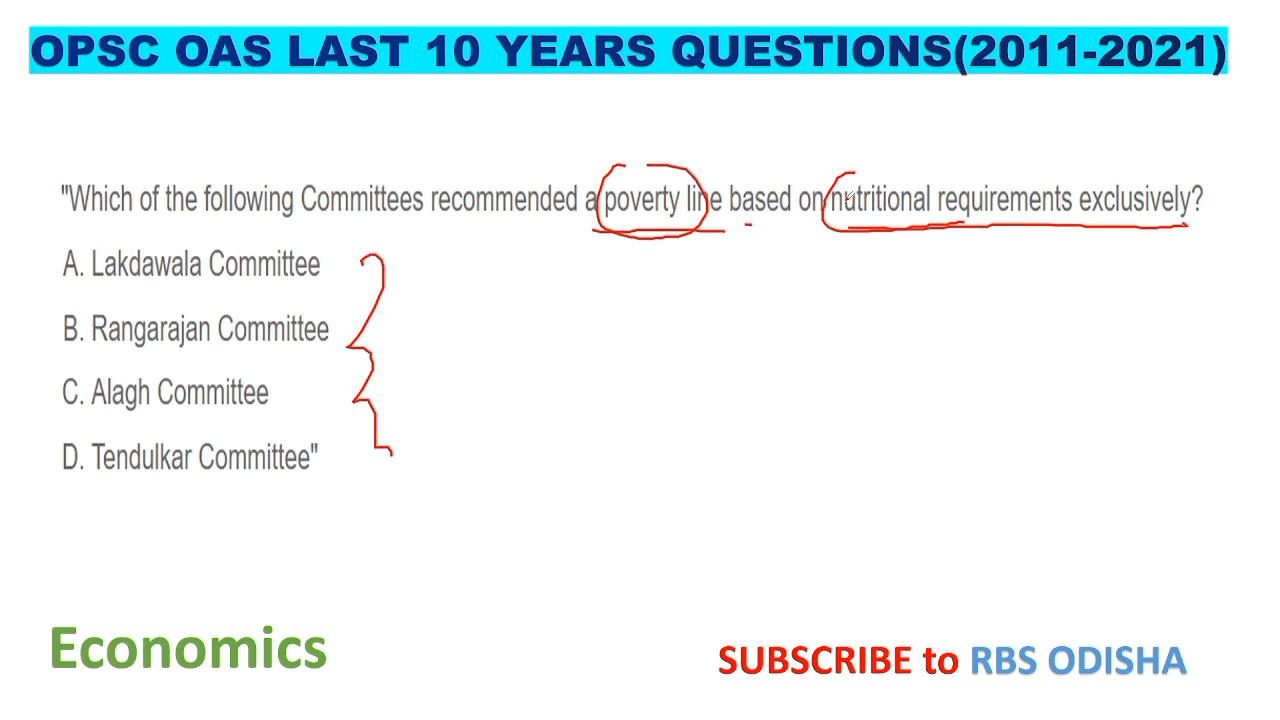 OPSC OAS LAST 10 YEARS QUESTIONS(2011-2021)
"Which of the following Committees recommended a poverty line based on nutritional requirements exclusively?
A. Lakdawala Committee
B. Rangarajan Committee
C. Alagh Committee
D. Tendulkar Committee"
Economics
SUBSCRIBE to RBS ODISHA